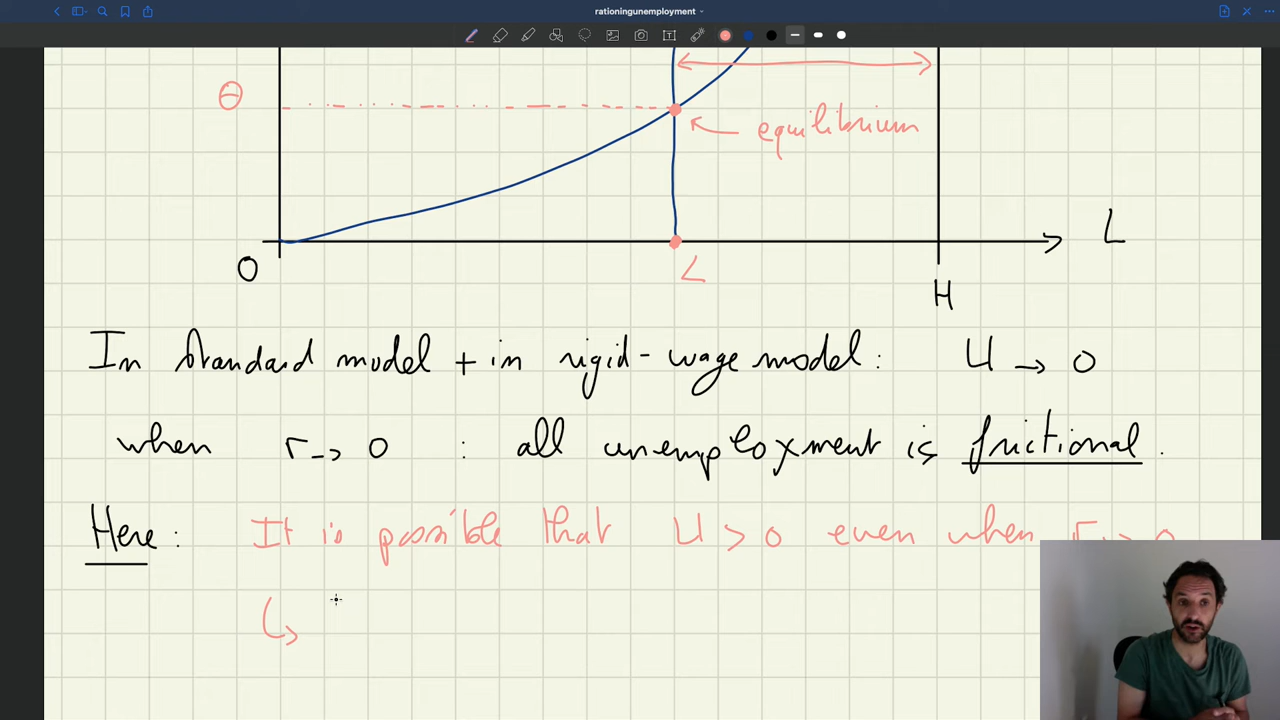 rationingunemployment
θ
equilibrium
L
O
L
H
In standard model + in rigid-wage model: u → 0
when r → 0 : all unemployment is frictional.
Here: It is possible that u > 0 even when r → 0